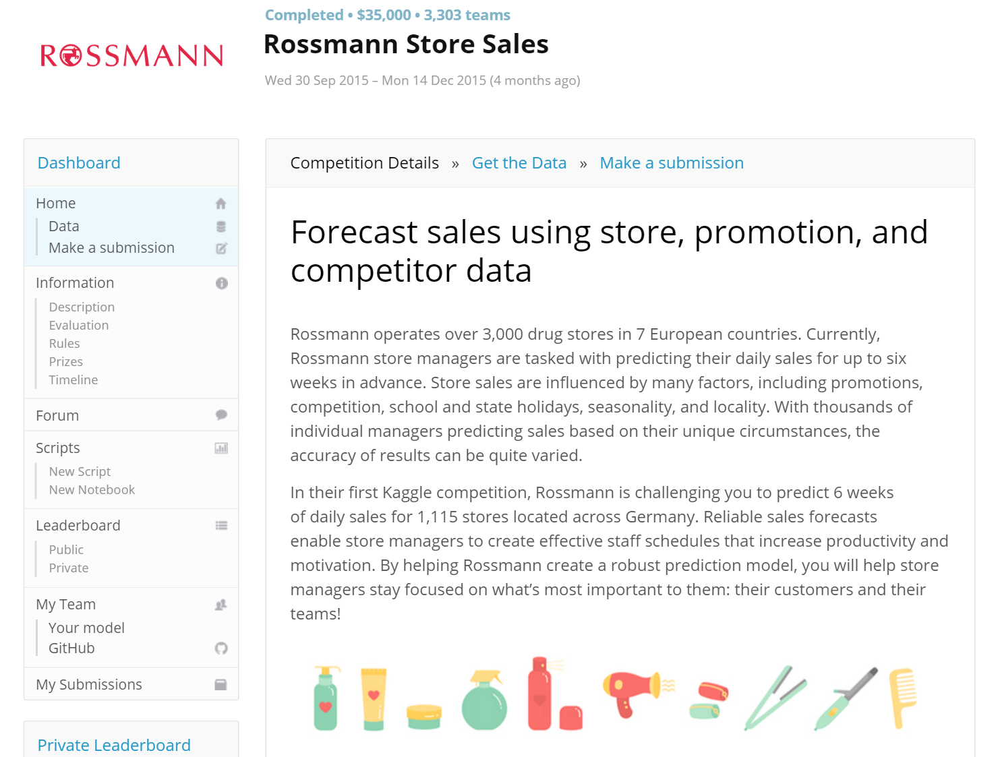 Completed • $35,000 • 3,303 teams
ROSSMANN
Rossmann Store Sales
Wed 30 Sep 2015 – Mon 14 Dec 2015 (4 months ago)
Dashboard
Home
Data
Make a submission
Information
Description
Evaluation
Rules
Prizes
Timeline
Forum
Scripts
New Script
New Notebook
Leaderboard
Public
Private
My Team
Your model
GitHub
My Submissions
Private Leaderboard
Competition Details » Get the Data » Make a submission
Forecast sales using store, promotion, and
competitor data
Rossmann operates over 3,000 drug stores in 7 European countries. Currently,
Rossmann store managers are tasked with predicting their daily sales for up to six
weeks in advance. Store sales are influenced by many factors, including promotions,
competition, school and state holidays, seasonality, and locality. With thousands of
individual managers predicting sales based on their unique circumstances, the
accuracy of results can be quite varied.
In their first Kaggle competition, Rossmann is challenging you to predict 6 weeks
of daily sales for 1,115 stores located across Germany. Reliable sales forecasts
enable store managers to create effective staff schedules that increase productivity and
motivation. By helping Rossmann create a robust prediction model, you will help store
managers stay focused on what’s most important to them: their customers and their
teams!